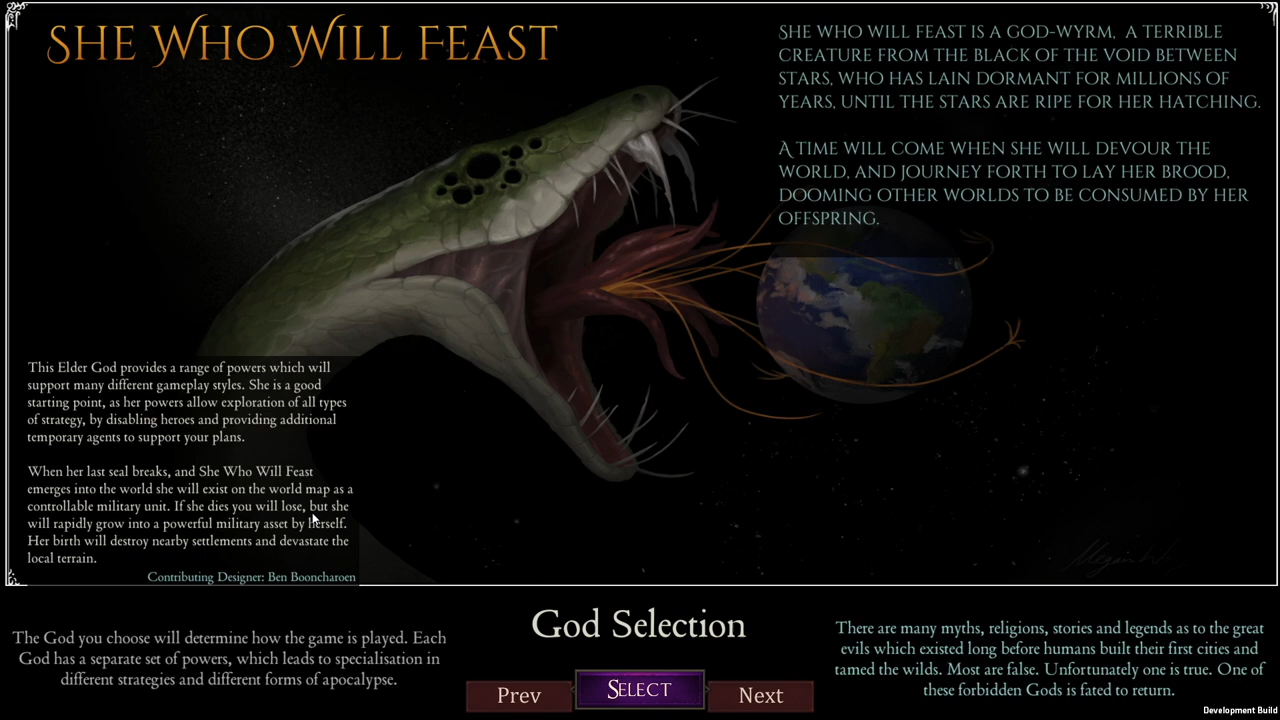 She Who Will Feast
She Who Will Feast is a God-Wyrm, a terrible
creature from the black of the void between
stars, who has lain dormant for millions of
years, until the stars are ripe for her hatching.
A time will come when she will devour the
world, and journey forth to lay her brood,
dooming other worlds to be consumed by her
offspring.
This Elder God provides a range of powers which will
support many different gameplay styles. She is a good
starting point, as her powers allow exploration of all types
of strategy, by disabling heroes and providing additional
temporary agents to support your plans.
When her last seal breaks, and She Who Will Feast
emerges into the world she will exist on the world map as a
controllable military unit. If she dies you will lose, but she
will rapidly grow into a powerful military asset by herself.
Her birth will destroy nearby settlements and devastate the
local terrain.
Contributing Designer: Ben Booncharoen
God Selection
The God you choose will determine how the game is played. Each
God has a separate set of powers, which leads to specialisation in
different strategies and different forms of apocalypse.
Prev
Select
Next
There are many myths, religions, stories and legends as to the great
evils which existed long before humans built their first cities and
tamed the wilds. Most are false. Unfortunately one is true. One of
these forbidden Gods is fated to return.
Development Build